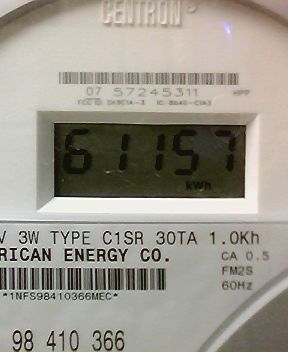 CENTRON®
07 57245311 HPP
61157
kWh
V 3W TYPE C1SR 30TA 1.0Kh
RICAN ENERGY CO. CA 0.5
FM2S
60Hz
*1NFS98410366MEC*
98 410 366